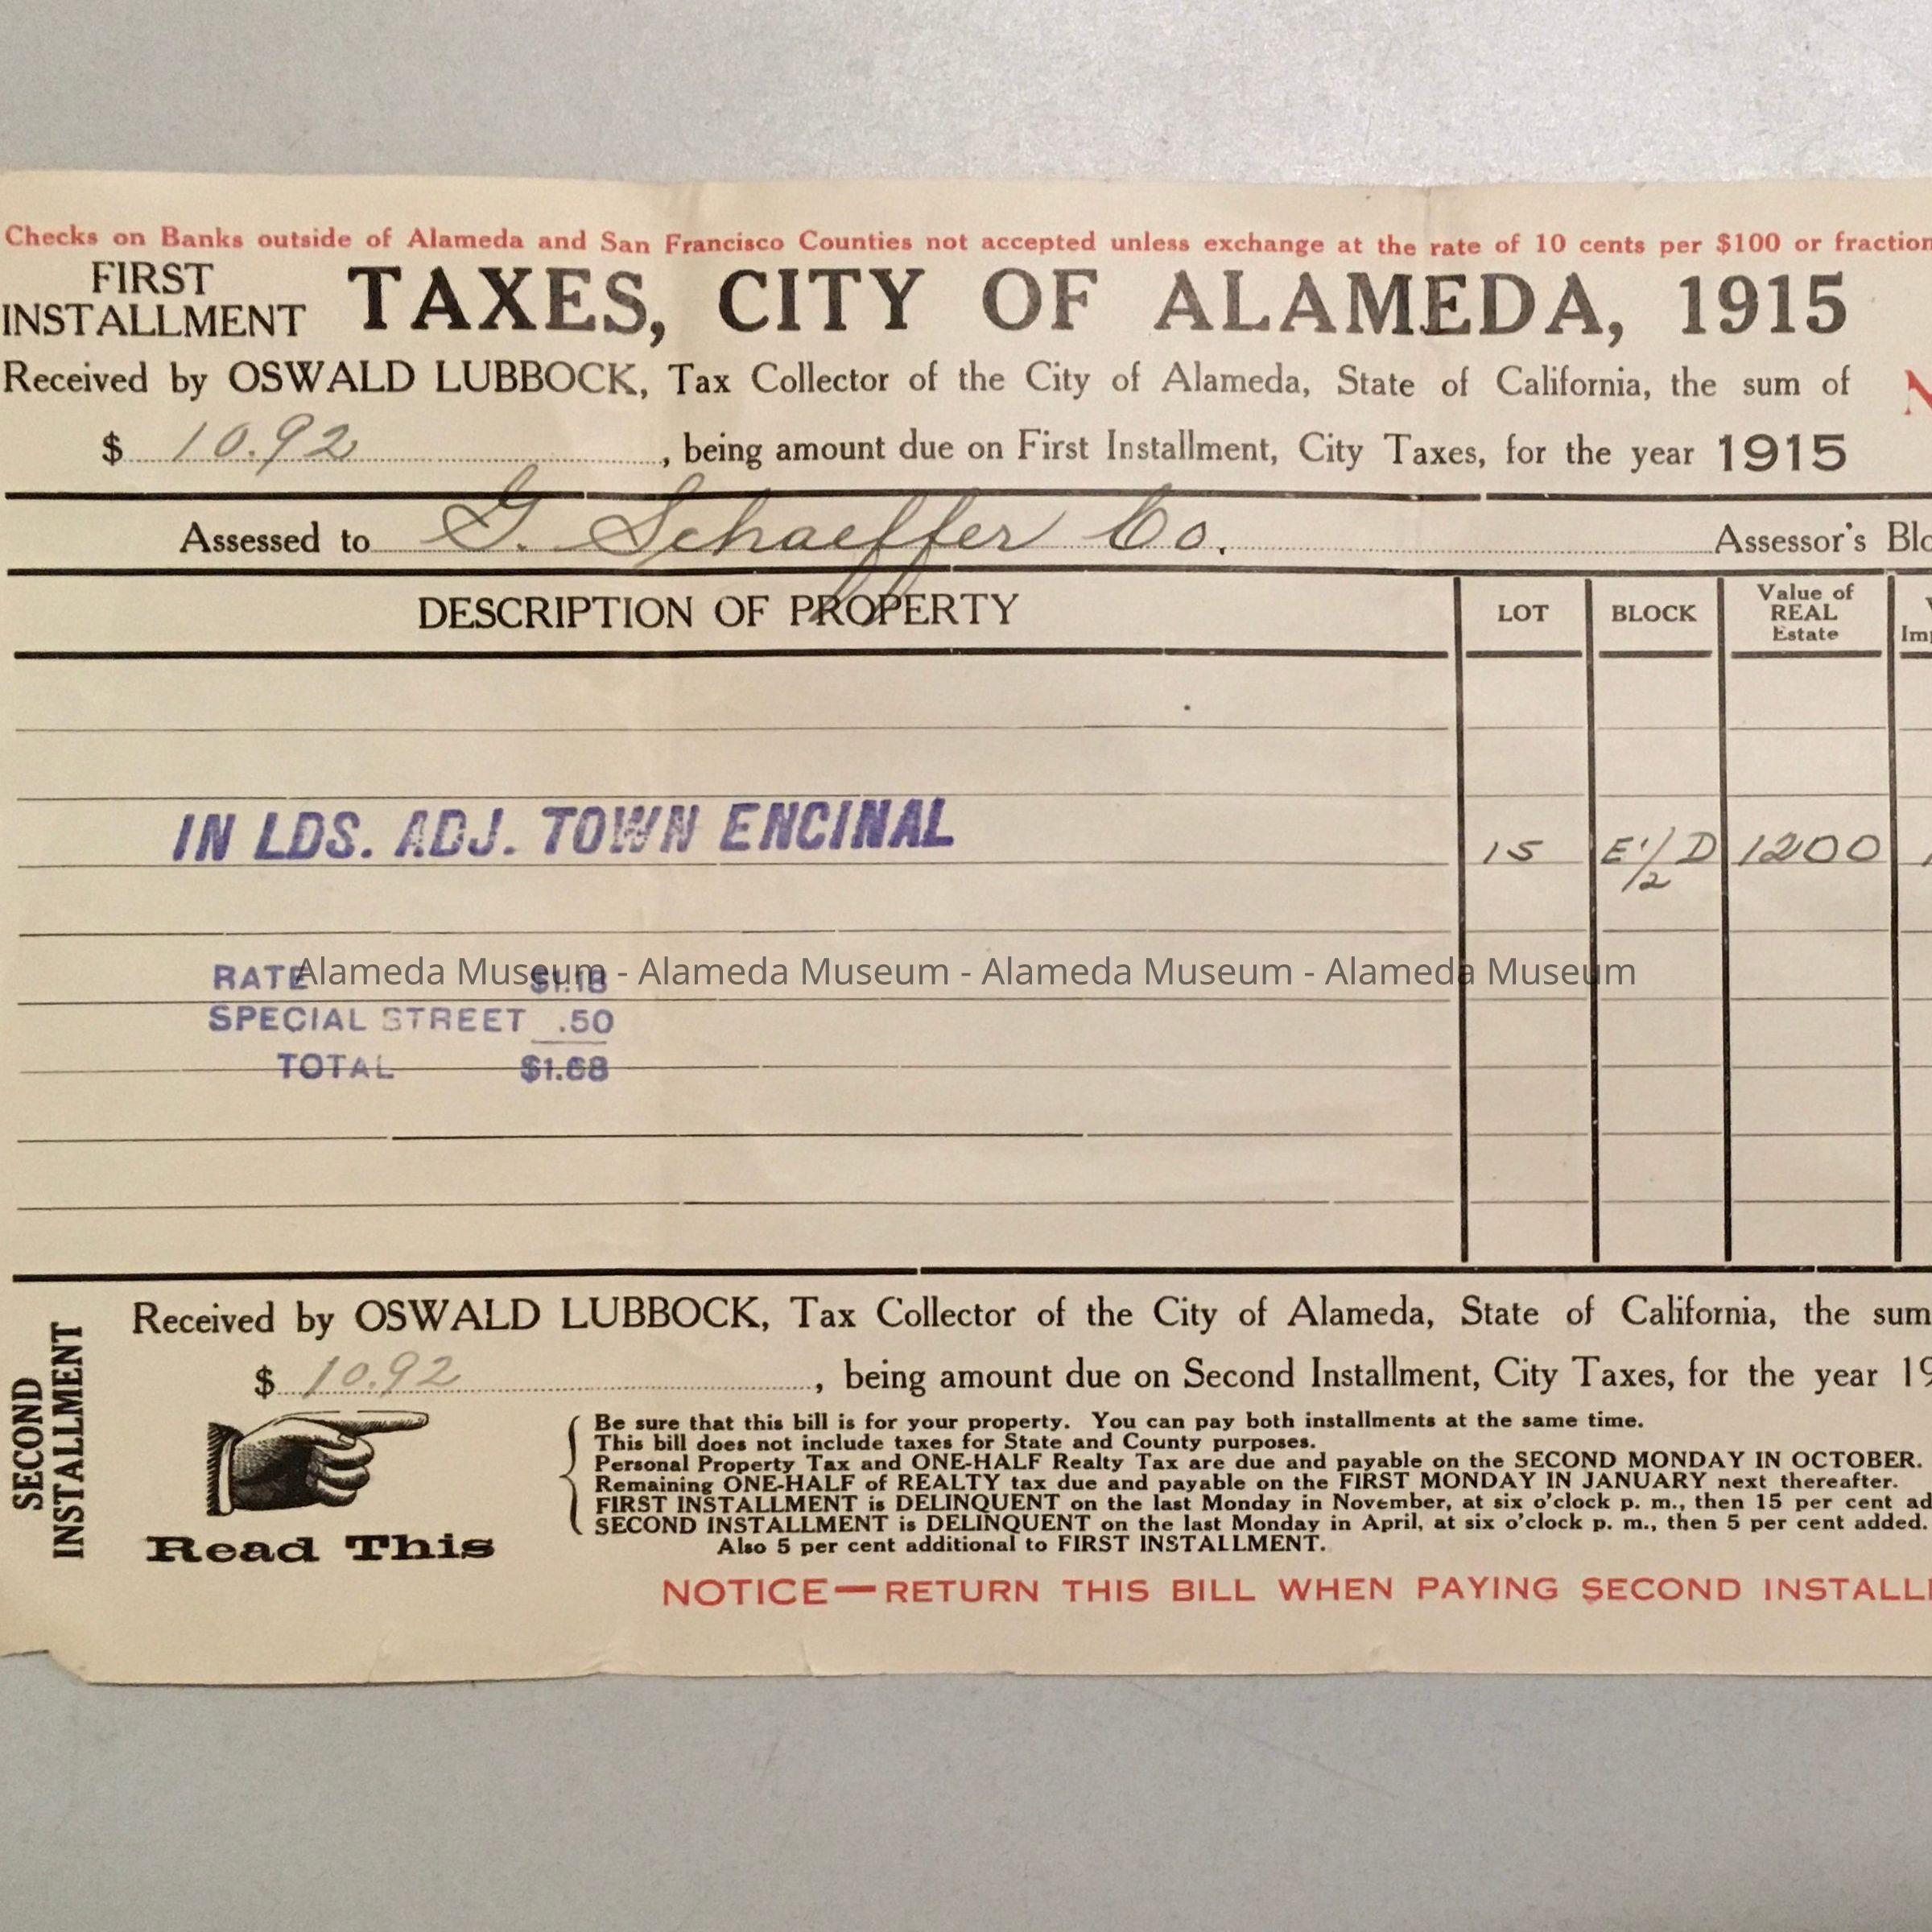 Checks on Banks outside of Alameda and San Francisco Counties not accepted unless exchange at the rate of 10 cents per $100 or fraction
FIRST INSTALLMENT
TAXES, CITY OF ALAMEDA, 1915
Received by OSWALD LUBBOCK, Tax Collector of the City of Alameda, State of California, the sum of
$ 10.92, being amount due on First Installment, City Taxes, for the year 1915
Assessed to G. Schaeffer Co. Assessor's
DESCRIPTION OF PROPERTY LOT BLOCK Value of REAL Estate
IN LDS. ADJ. TOWN ENCINAL 15 E 1/2 D 1200
Alameda Museum - Alameda Museum - Alameda Museum - Alameda Museum
RATE $1.18
SPECIAL STREET .50
TOTAL $1.68
SECOND INSTALLMENT
Received by OSWALD LUBBOCK, Tax Collector of the City of Alameda, State of California, the sum
$ 10.92, being amount due on Second Installment, City Taxes, for the year 19
Read This
Be sure that this bill is for your property. You can pay both installments at the same time.
This bill does not include taxes for State and County purposes.
Personal Property Tax and ONE-HALF Realty Tax are due and payable on the SECOND MONDAY IN OCTOBER.
Remaining ONE-HALF of REALTY tax due and payable on the FIRST MONDAY IN JANUARY next thereafter.
FIRST INSTALLMENT is DELINQUENT on the last Monday in November, at six o'clock p. m., then 15 per cent ad
SECOND INSTALLMENT is DELINQUENT on the last Monday in April, at six o'clock p. m., then 5 per cent added.
Also 5 per cent additional to FIRST INSTALLMENT.
NOTICE—RETURN THIS BILL WHEN PAYING SECOND INSTALL